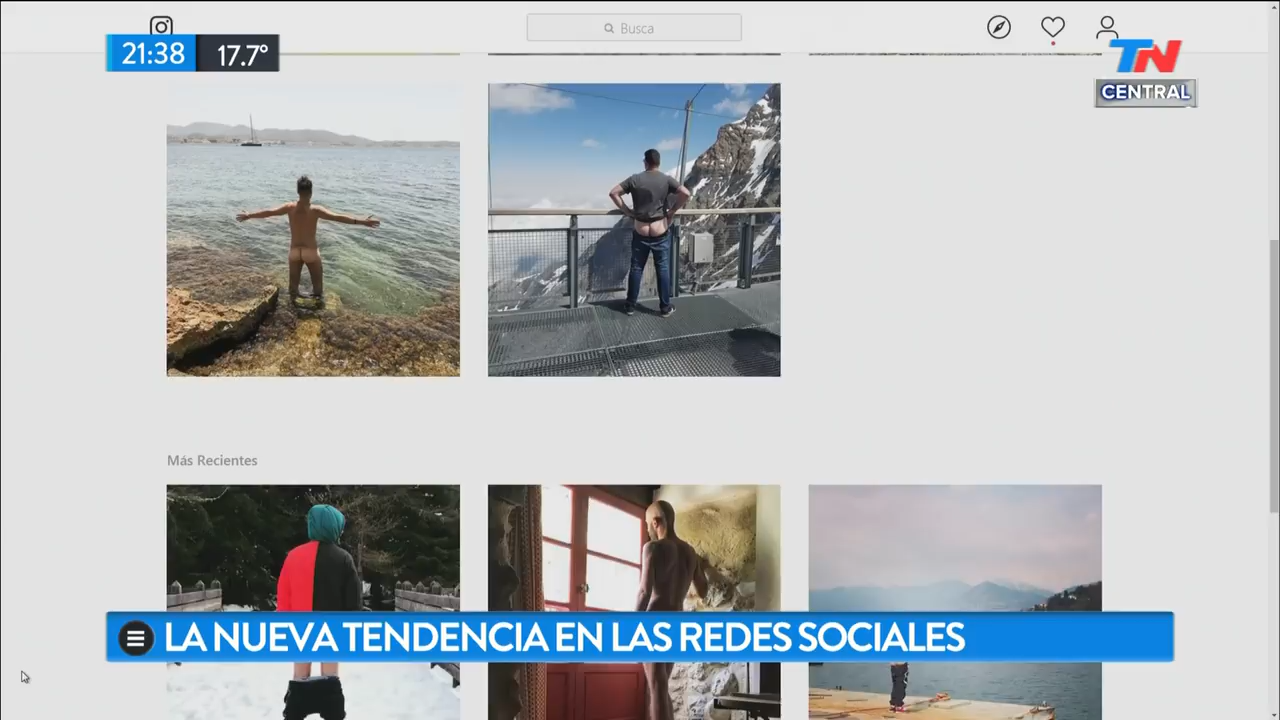 Busca
21:38 17.7°
TN
CENTRAL
Más Recientes
LA NUEVA TENDENCIA EN LAS REDES SOCIALES